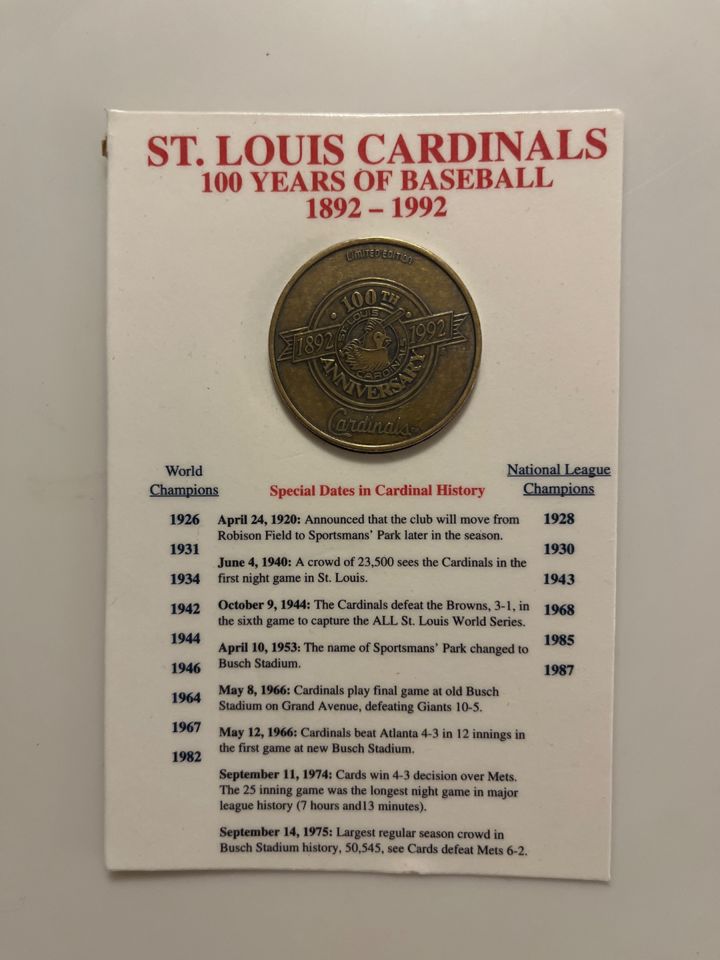 ST. LOUIS CARDINALS
100 YEARS OF BASEBALL
1892 – 1992
LIMITED EDITION
100 TH
ST. LOUIS
1892
1992
CARDINALS
ANNIVERSARY
Cardinals
World
Champions
1926
1931
1934
1942
1944
1946
1964
1967
1982
Special Dates in Cardinal History
April 24, 1920: Announced that the club will move from
Robison Field to Sportsmans' Park later in the season.
June 4, 1940: A crowd of 23,500 sees the Cardinals in the
first night game in St. Louis.
October 9, 1944: The Cardinals defeat the Browns, 3-1, in
the sixth game to capture the ALL St. Louis World Series.
April 10, 1953: The name of Sportsmans' Park changed to
Busch Stadium.
May 8, 1966: Cardinals play final game at old Busch
Stadium on Grand Avenue, defeating Giants 10-5.
May 12, 1966: Cardinals beat Atlanta 4-3 in 12 innings in
the first game at new Busch Stadium.
September 11, 1974: Cards win 4-3 decision over Mets.
The 25 inning game was the longest night game in major
league history (7 hours and13 minutes).
September 14, 1975: Largest regular season crowd in
Busch Stadium history, 50,545, see Cards defeat Mets 6-2.
National League
Champions
1928
1930
1943
1968
1985
1987